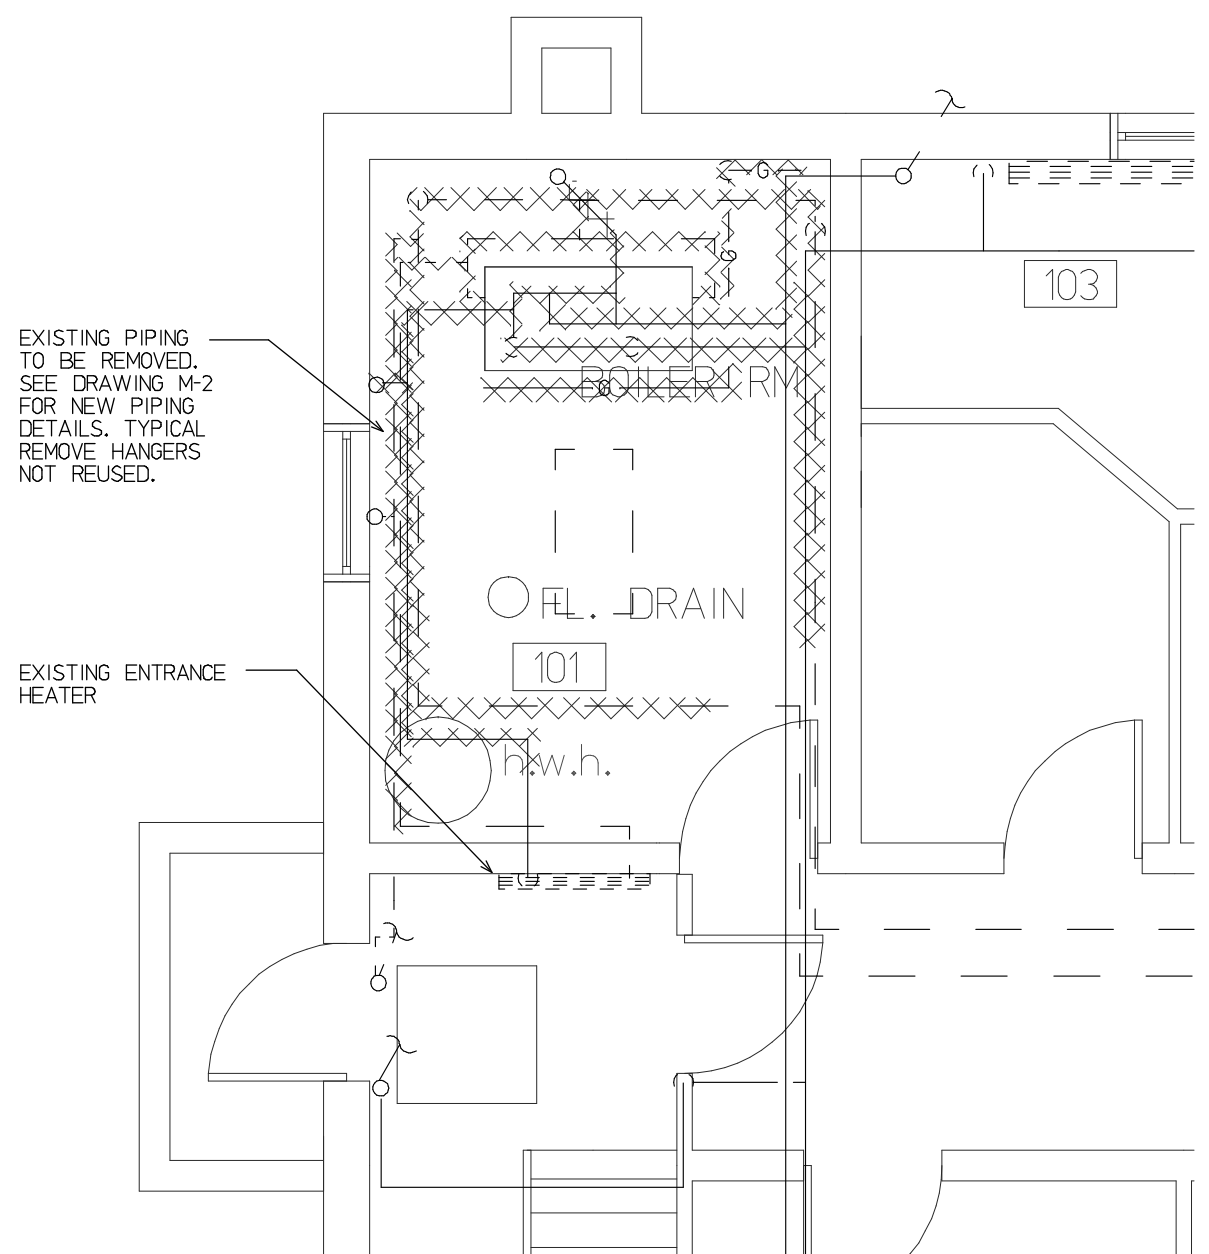 G
103
G
EXISTING PIPING
TO BE REMOVED.
SEE DRAWING M-2
FOR NEW PIPING
DETAILS. TYPICAL
REMOVE HANGERS
NOT REUSED.
BOILER RM
G
FL. DRAIN
101
EXISTING ENTRANCE
HEATER
h.w.h.